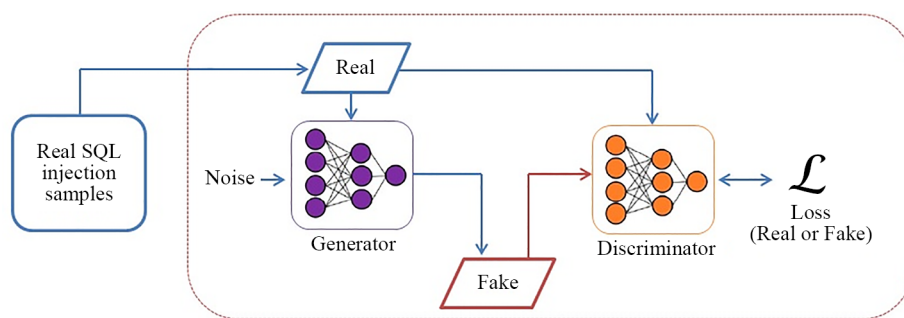 Real
Real SQL
injection
samples
Noise
Generator
Fake
Discriminator
ℒ
Loss
(Real or Fake)